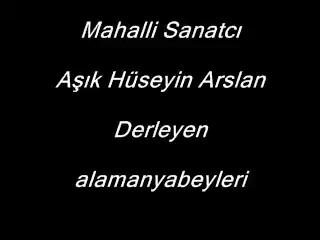 Mahalli Sanatcı
Aşık Hüseyin Arslan
Derleyen
alamanyabeyleri